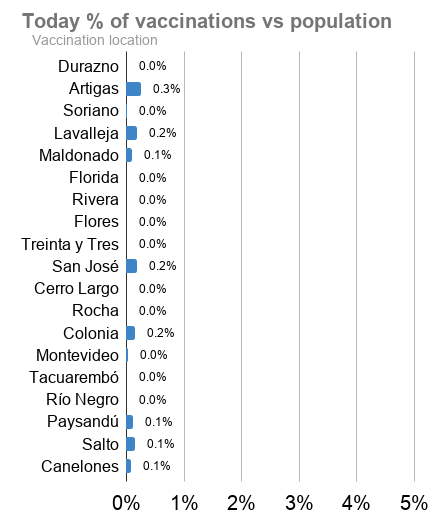 Today % of vaccinations vs population
Vaccination location
Durazno 0.0%
Artigas 0.3%
Soriano 0.0%
Lavalleja 0.2%
Maldonado 0.1%
Florida 0.0%
Rivera 0.0%
Flores 0.0%
Treinta y Tres 0.0%
San José 0.2%
Cerro Largo 0.0%
Rocha 0.0%
Colonia 0.2%
Montevideo 0.0%
Tacuarembó 0.0%
Río Negro 0.0%
Paysandú 0.1%
Salto 0.1%
Canelones 0.1%
0% 1% 2% 3% 4% 5%